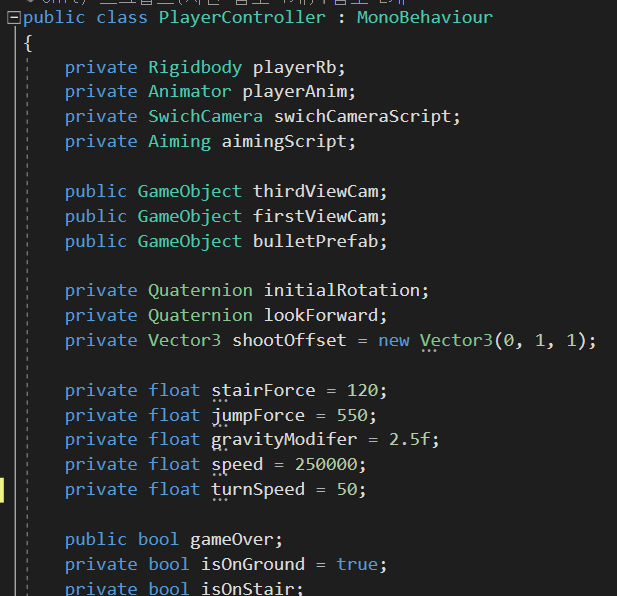 public class PlayerController : MonoBehaviour
{
private Rigidbody playerRb;
private Animator playerAnim;
private SwichCamera swichCameraScript;
private Aiming aimingScript;
public GameObject thirdViewCam;
public GameObject firstViewCam;
public GameObject bulletPrefab;
private Quaternion initialRotation;
private Quaternion lookForward;
private Vector3 shootOffset = new Vector3(0, 1, 1);
private float stairForce = 120;
private float jumpForce = 550;
private float gravityModifer = 2.5f;
private float speed = 250000;
private float turnSpeed = 50;
public bool gameOver;
private bool isOnGround = true;
private bool isOnStair;